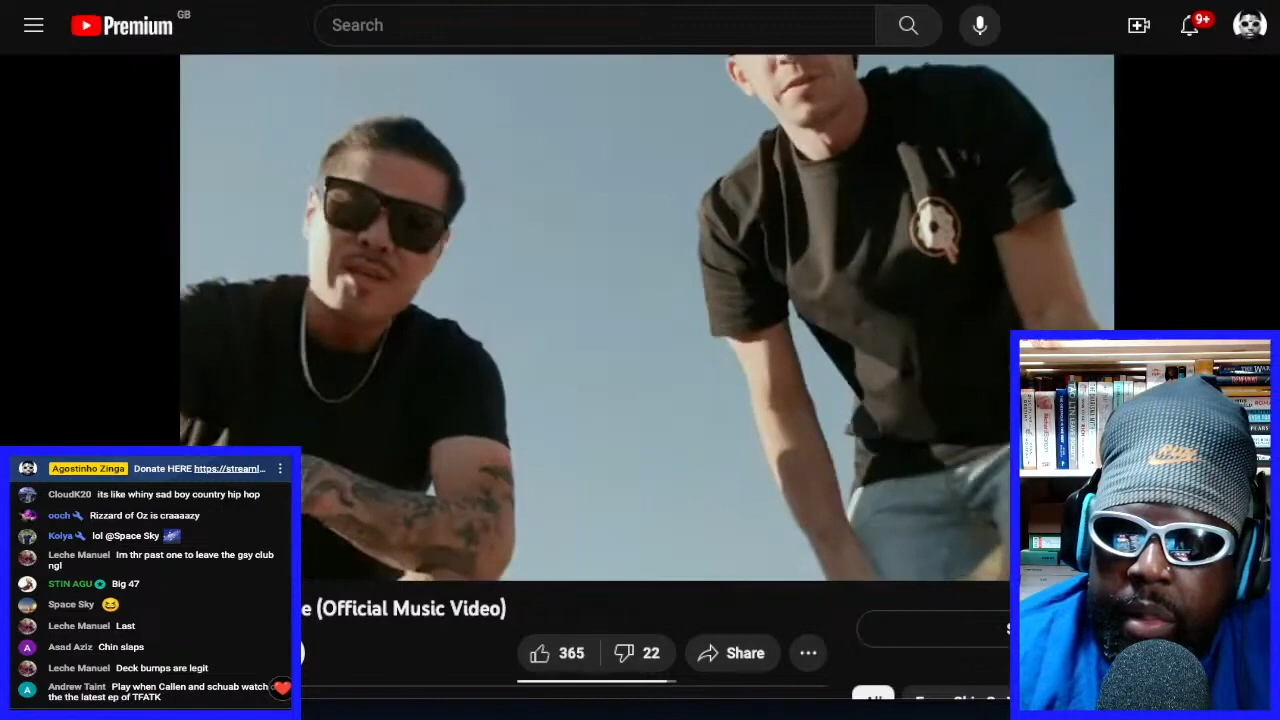 Premium
GB
Search
9+
e (Official Music Video)
365
22
Share
Agostinho Zinga Donate HERE https://streaml...
CloudK20 its like whiny sad boy country hip hop
ooch Rizzard of Oz is craaaazy
Kolya lol @Space Sky
Leche Manuel Im thr past one to leave the gay club
ngl
STIN AGU Big 47
Space Sky
Leche Manuel Last
Asad Aziz Chin slaps
Leche Manuel Deck bumps are legit
Andrew Taint Play when Callen and schuab watch
the the latest ep of TFATK